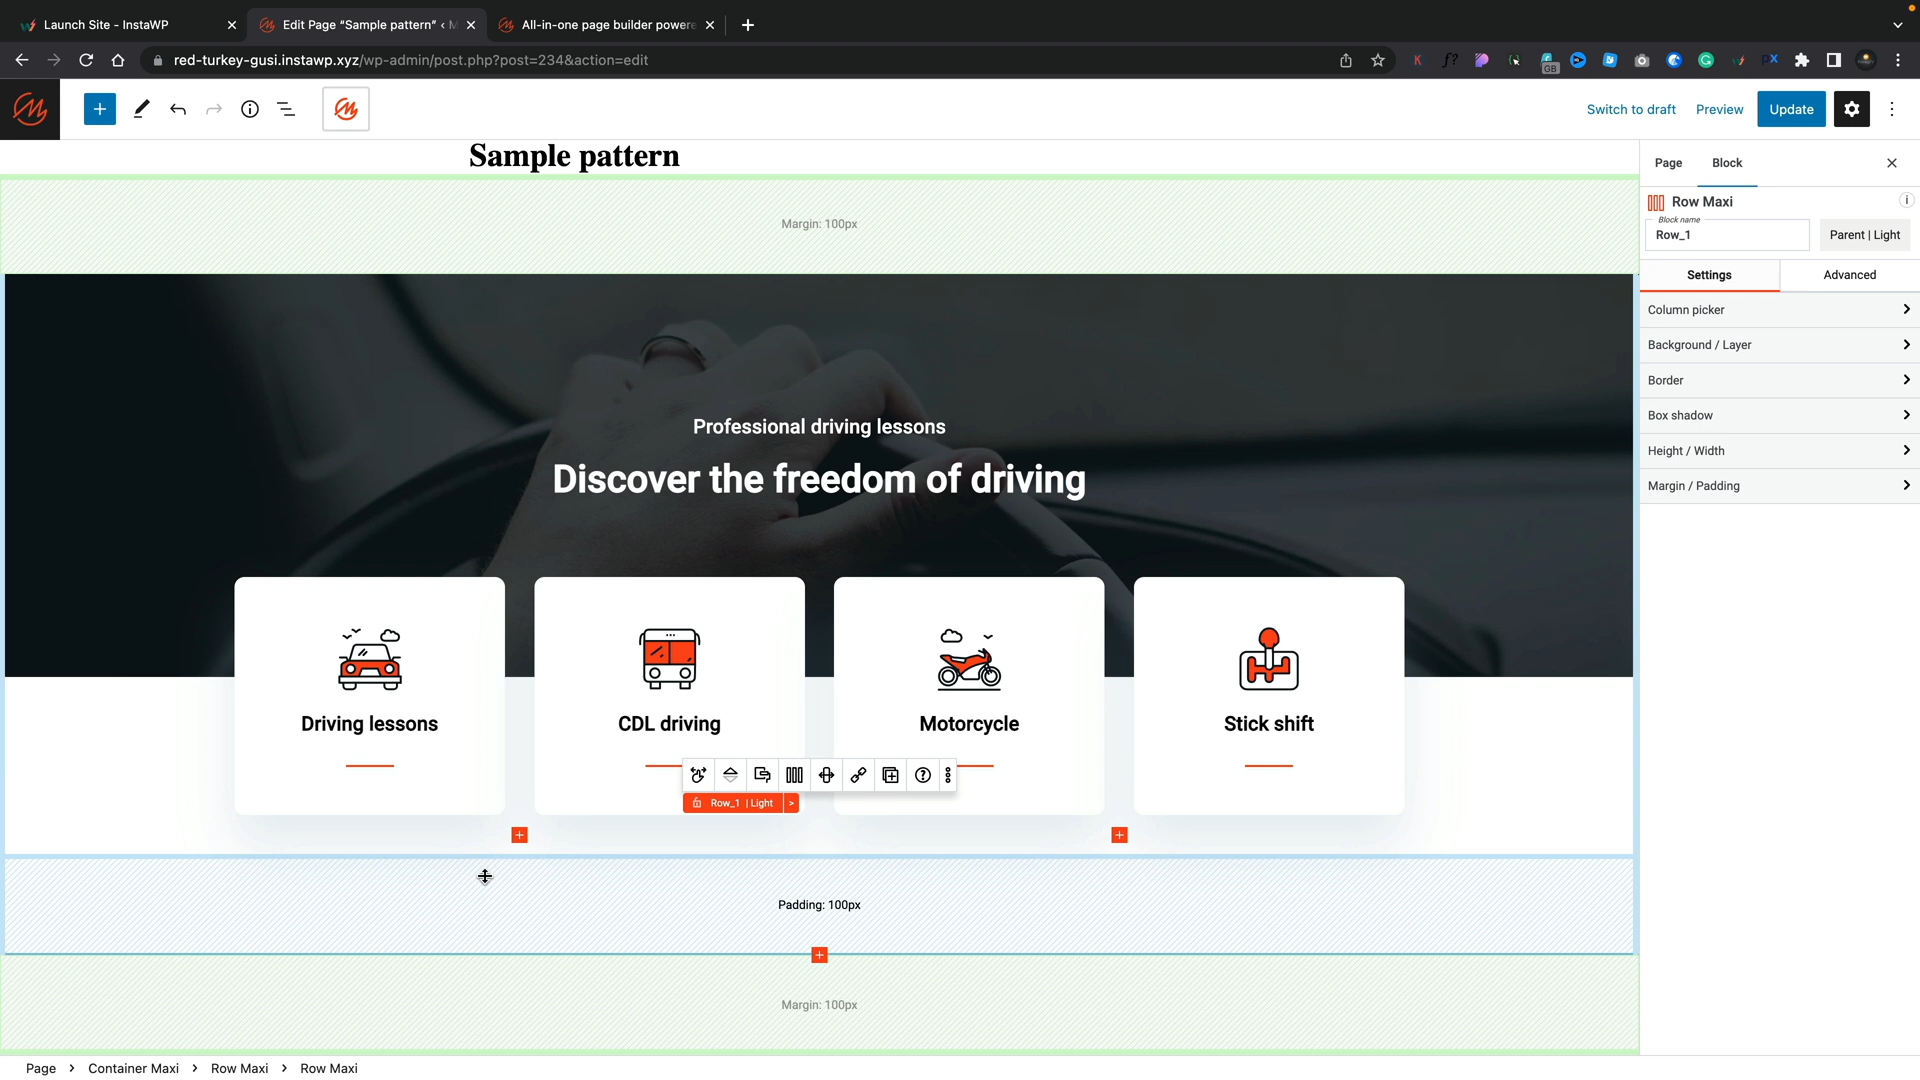 Launch Site - InstaWP
Edit Page “Sample pattern” ‹ M
All-in-one page builder powere
red-turkey-gusi.instawp.xyz/wp-admin/post.php?post=234&action=edit
Switch to draft
Preview
Update
Sample pattern
Page
Block
Row Maxi
Block name
Row_1
Parent | Light
Settings
Advanced
Column picker
Background / Layer
Border
Box shadow
Height / Width
Margin / Padding
Margin: 100px
Professional driving lessons
Discover the freedom of driving
Driving lessons
CDL driving
Motorcycle
Stick shift
Row_1 | Light >
Padding: 100px
Margin: 100px
Page > Container Maxi > Row Maxi > Row Maxi